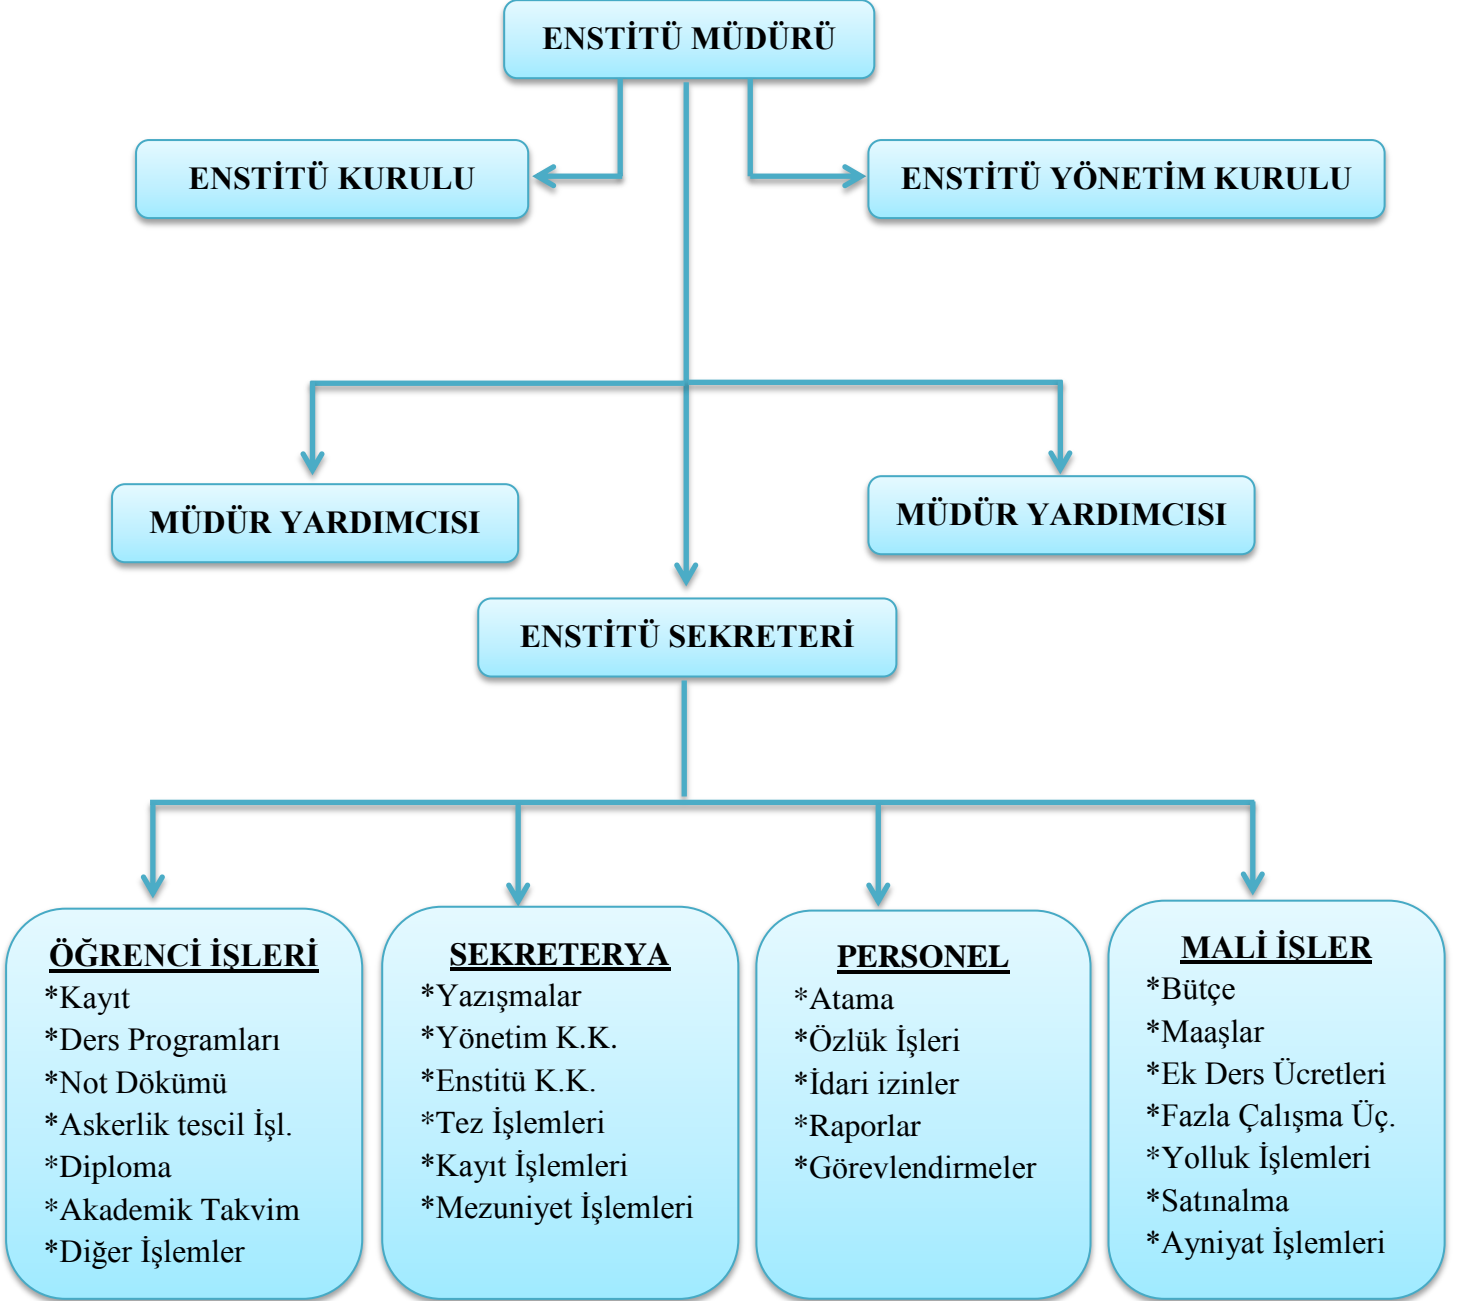 ENSTİTÜ MÜDÜRÜ
ENSTİTÜ KURULU
ENSTİTÜ YÖNETİM KURULU
MÜDÜR YARDIMCISI
MÜDÜR YARDIMCISI
ENSTİTÜ SEKRETERİ
ÖĞRENCİ İŞLERİ
*Kayıt
*Ders Programları
*Not Dökümü
*Askerlik tescil İşl.
*Diploma
*Akademik Takvim
*Diğer İşlemler
SEKRETERYA
*Yazışmalar
*Yönetim K.K.
*Enstitü K.K.
*Tez İşlemleri
*Kayıt İşlemleri
*Mezuniyet İşlemleri
PERSONEL
*Atama
*Özlük İşleri
*İdari izinler
*Raporlar
*Görevlendirmeler
MALİ İŞLER
*Bütçe
*Maaşlar
*Ek Ders Ücretleri
*Fazla Çalışma Üç.
*Yolluk İşlemleri
*Satınalma
*Ayniyat İşlemleri